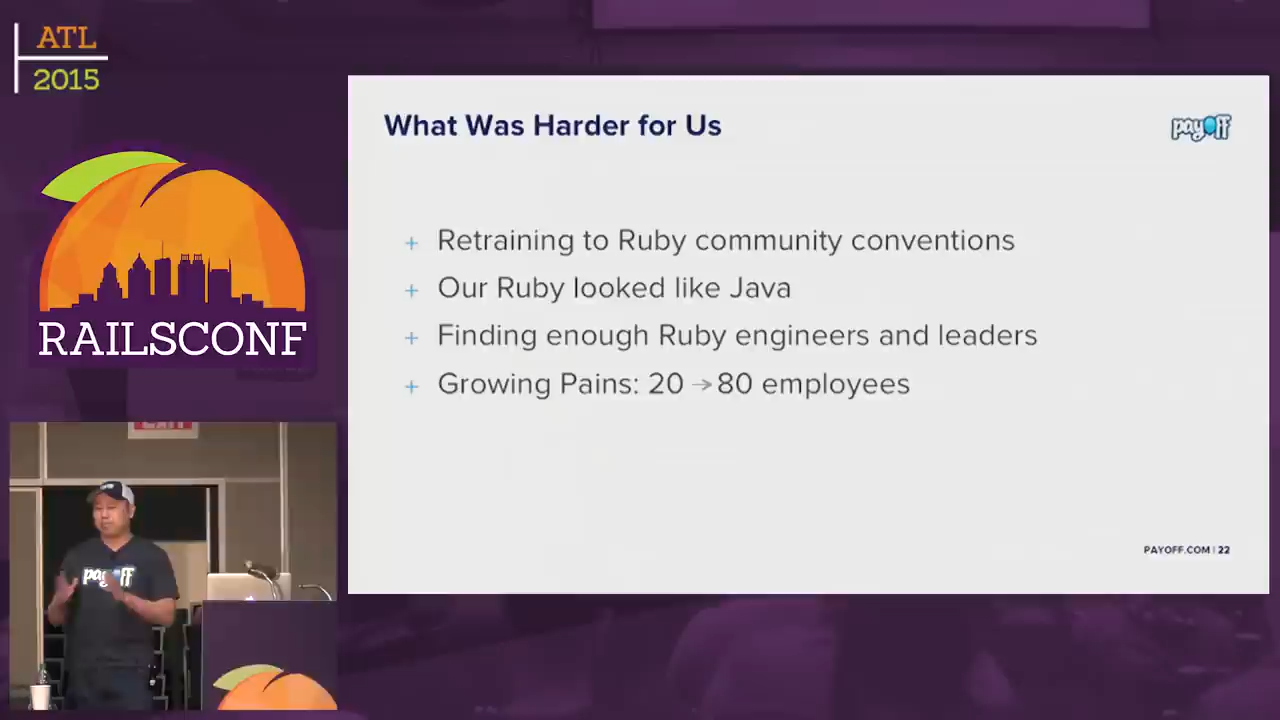 ATL
2015
RAILSCONF
What Was Harder for Us
payoff
+ Retraining to Ruby community conventions
+ Our Ruby looked like Java
+ Finding enough Ruby engineers and leaders
+ Growing Pains: 20 → 80 employees
PAYOFF.COM | 22
EXIT
payoff